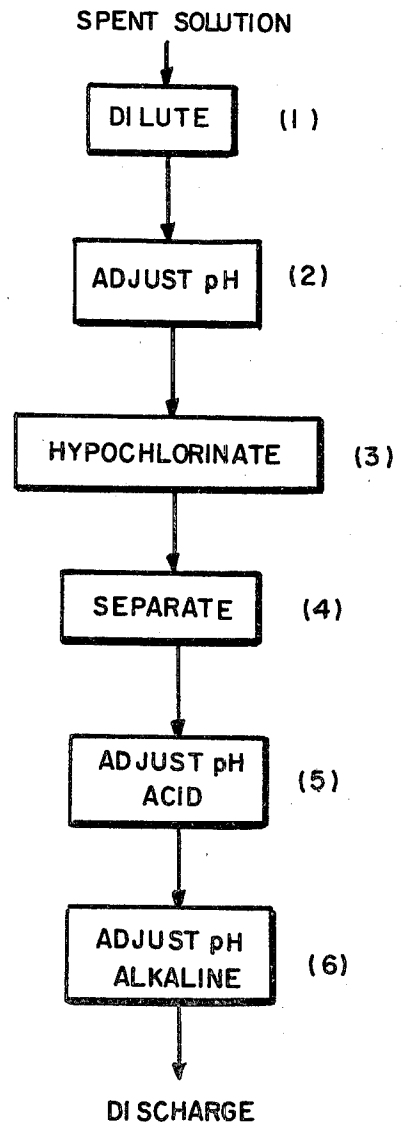 SPENT SOLUTION
DILUTE (1)
ADJUST pH (2)
HYPOCHLORINATE (3)
SEPARATE (4)
ADJUST pH
ACID (5)
ADJUST pH
ALKALINE (6)
DISCHARGE